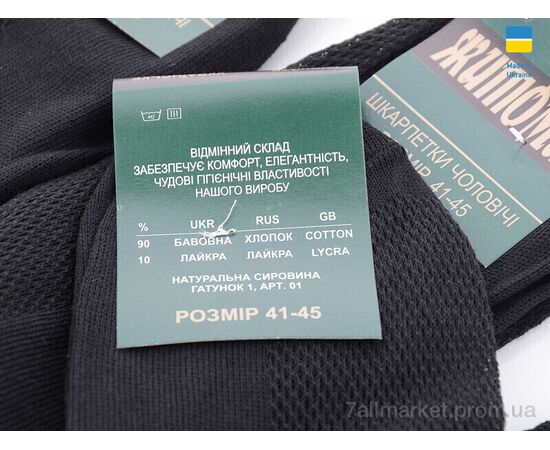 Made in
Ukraine
40°
ВІДМІННИЙ СКЛАД
ЗАБЕЗПЕЧУЄ КОМФОРТ, ЕЛЕГАНТНІСТЬ,
ЧУДОВІ ГІГІЄНІЧНІ ВЛАСТИВОСТІ
НАШОГО ВИРОБУ
% UKR RUS GB
90 БАВОВНА ХЛОПОК COTTON
10 ЛАЙКРА ЛАЙКРА LYCRA
НАТУРАЛЬНА СИРОВИНА
ГАТУНОК 1, АРТ. 01
РОЗМІР 41-45
ШКАРПЕТКИ ЧОЛОВІЧІ
РОЗМІР 41-45
7allmarket.prom.ua